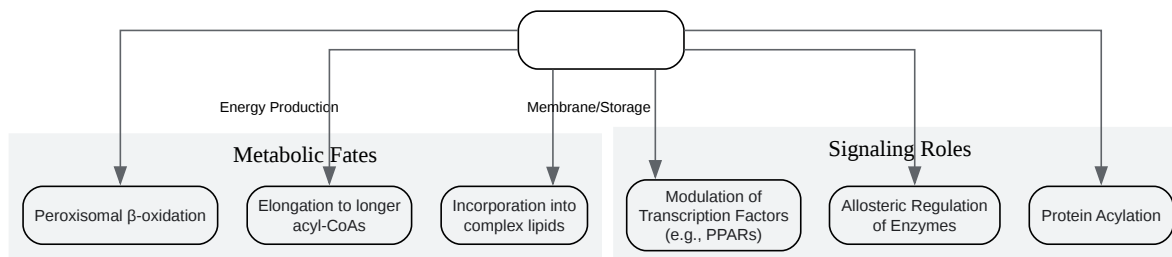 Energy Production
Membrane/Storage
Metabolic Fates
Signaling Roles
Peroxisomal β-oxidation
Elongation to longer
acyl-CoAs
Incorporation into
complex lipids
Modulation of
Transcription Factors
(e.g., PPARs)
Allosteric Regulation
of Enzymes
Protein Acylation